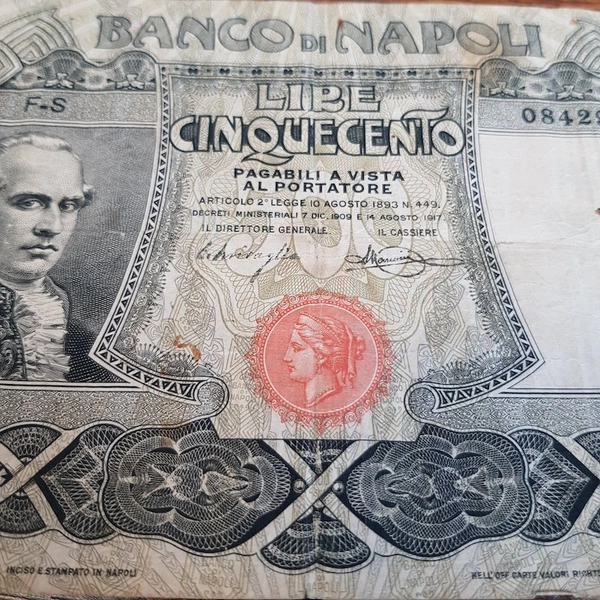 BANCO DI NAPOLI
F-S
08429
LIRE
CINQUECENTO
PAGABILI A VISTA
AL PORTATORE
ARTICOLO 2° LEGGE 10 AGOSTO 1893 N. 449.
DECRETI MINISTERIALI 7 DIC. 1909 E 14 AGOSTO 1917.
IL DIRETTORE GENERALE. IL CASSIERE
500
INCISO E STAMPATO IN NAPOLI
NELL'OFF CARTE VALORI RICHTE